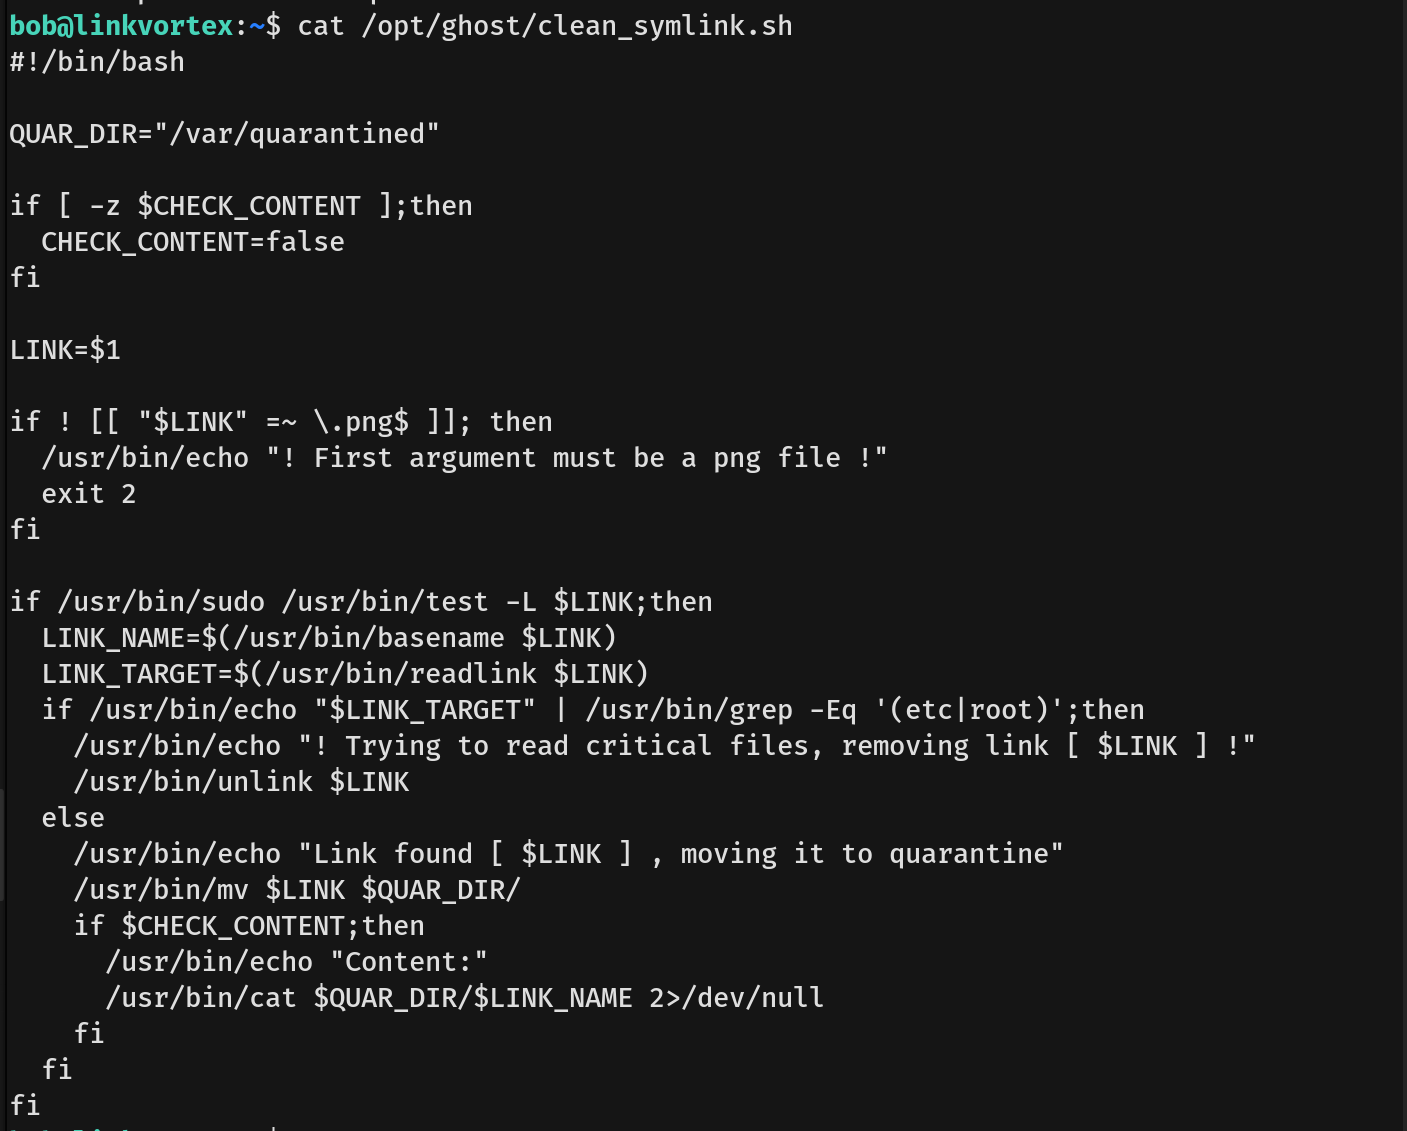 bob@linkvortex:~$ cat /opt/ghost/clean_symlink.sh
#!/bin/bash

QUAR_DIR="/var/quarantined"

if [ -z $CHECK_CONTENT ];then
  CHECK_CONTENT=false
fi

LINK=$1

if ! [[ "$LINK" =~ \.png$ ]]; then
  /usr/bin/echo "! First argument must be a png file !"
  exit 2
fi

if /usr/bin/sudo /usr/bin/test -L $LINK;then
  LINK_NAME=$(/usr/bin/basename $LINK)
  LINK_TARGET=$(/usr/bin/readlink $LINK)
  if /usr/bin/echo "$LINK_TARGET" | /usr/bin/grep -Eq '(etc|root)';then
    /usr/bin/echo "! Trying to read critical files, removing link [ $LINK ] !"
    /usr/bin/unlink $LINK
  else
    /usr/bin/echo "Link found [ $LINK ] , moving it to quarantine"
    /usr/bin/mv $LINK $QUAR_DIR/
    if $CHECK_CONTENT;then
      /usr/bin/echo "Content:"
      /usr/bin/cat $QUAR_DIR/$LINK_NAME 2>/dev/null
    fi
  fi
fi